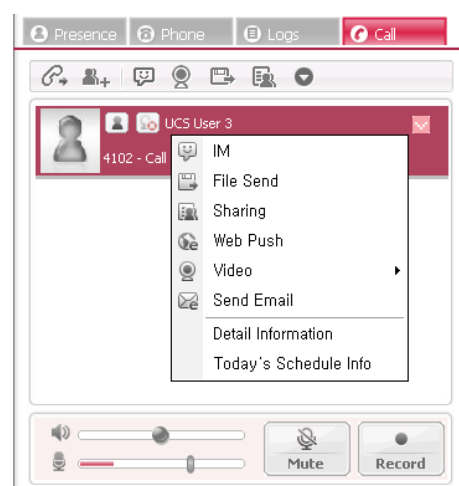 Presence Phone Logs Call
UCS User 3
4102 - Call
IM
File Send
Sharing
Web Push
Video
Send Email
Detail Information
Today's Schedule Info
Mute Record